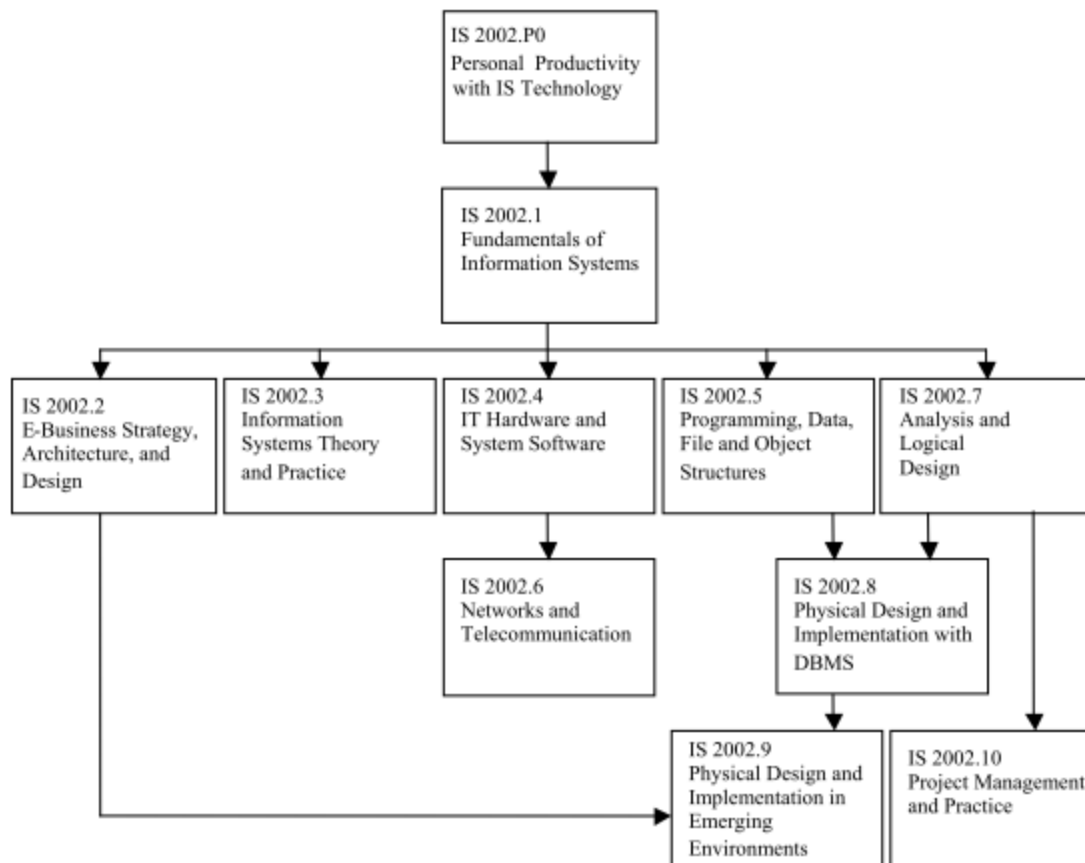 IS 2002.P0
Personal Productivity
with IS Technology
IS 2002.1
Fundamentals of
Information Systems
IS 2002.2
E-Business Strategy,
Architecture, and
Design
IS 2002.3
Information
Systems Theory
and Practice
IS 2002.4
IT Hardware and
System Software
IS 2002.5
Programming, Data,
File and Object
Structures
IS 2002.7
Analysis and
Logical
Design
IS 2002.6
Networks and
Telecommunication
IS 2002.8
Physical Design and
Implementation with
DBMS
IS 2002.9
Physical Design and
Implementation in
Emerging
Environments
IS 2002.10
Project Management
and Practice